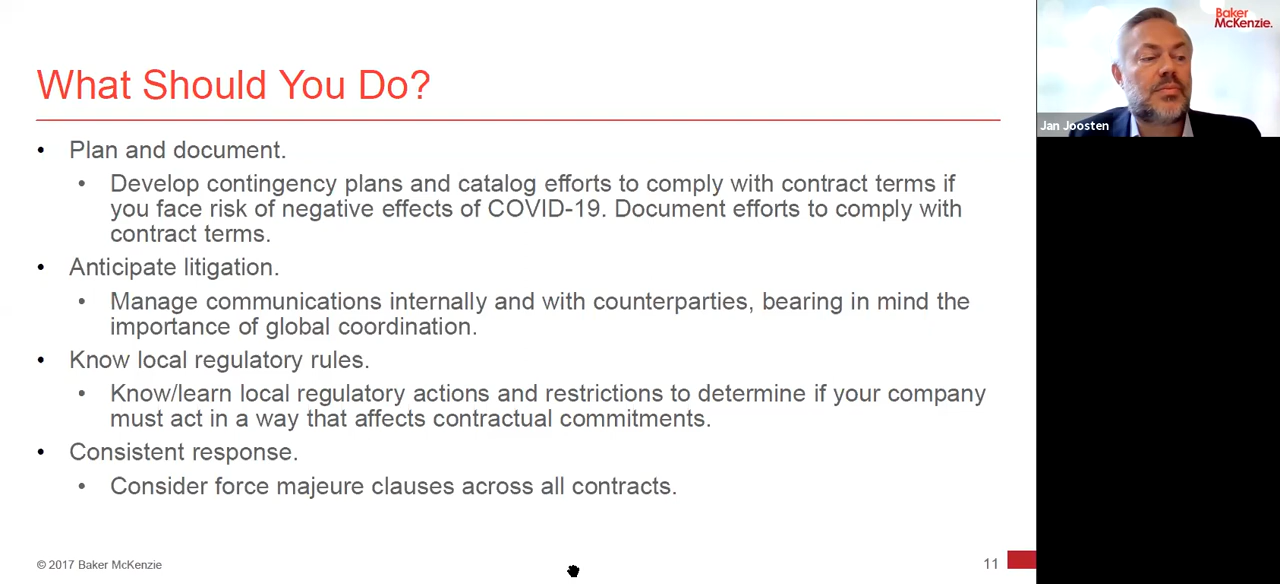 What Should You Do?
• Plan and document.
• Develop contingency plans and catalog efforts to comply with contract terms if
you face risk of negative effects of COVID-19. Document efforts to comply with
contract terms.
• Anticipate litigation.
• Manage communications internally and with counterparties, bearing in mind the
importance of global coordination.
• Know local regulatory rules.
• Know/learn local regulatory actions and restrictions to determine if your company
must act in a way that affects contractual commitments.
• Consistent response.
• Consider force majeure clauses across all contracts.
© 2017 Baker McKenzie
11
Baker
McKenzie.
Jan Joosten